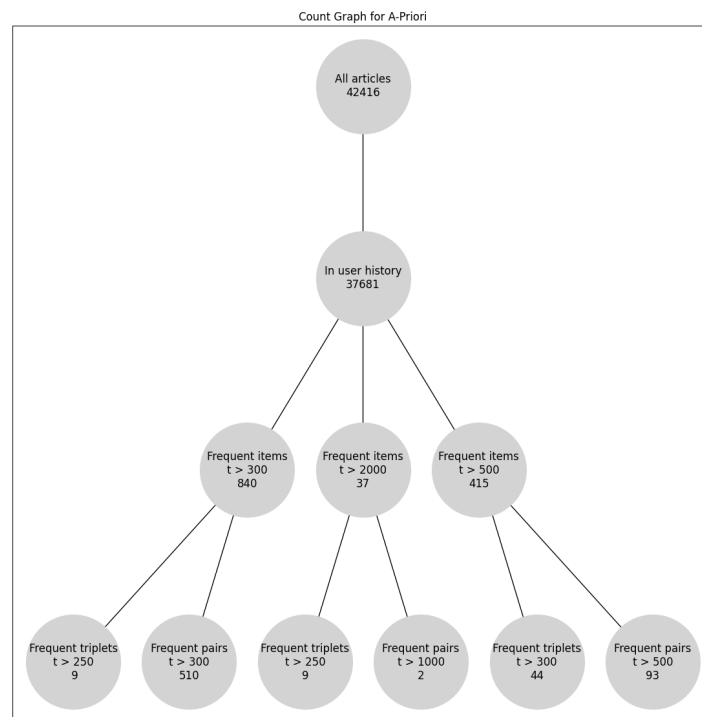 Count Graph for A-Priori
All articles
42416
In user history
37681
Frequent items
t > 300
840
Frequent items
t > 2000
37
Frequent items
t > 500
415
Frequent triplets
t > 250
9
Frequent pairs
t > 300
510
Frequent triplets
t > 250
9
Frequent pairs
t > 1000
2
Frequent triplets
t > 300
44
Frequent pairs
t > 500
93